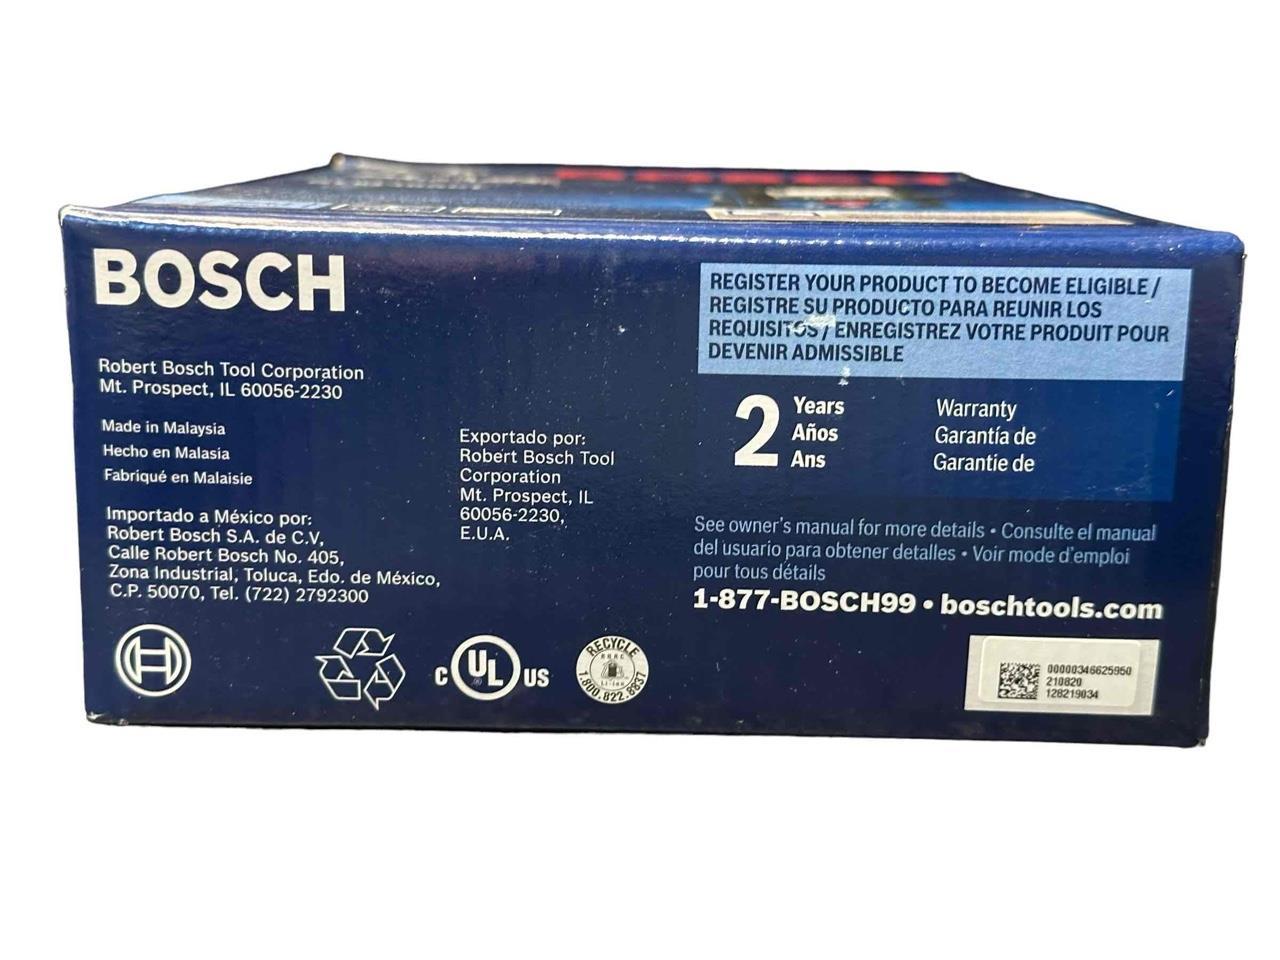 BOSCH
Robert Bosch Tool Corporation
Mt. Prospect, IL 60056-2230
Made in Malaysia
Hecho en Malasia
Fabriqué en Malaisie
Importado a México por:
Robert Bosch S.A. de C.V,
Calle Robert Bosch No. 405,
Zona Industrial, Toluca, Edo. de México,
C.P. 50070, Tel. (722) 2792300
Exportado por:
Robert Bosch Tool
Corporation
Mt. Prospect, IL
60056-2230,
E.U.A.
C UL US
RECYCLE
RBRC
Li-Ion
1.800.822.8837
REGISTER YOUR PRODUCT TO BECOME ELIGIBLE /
REGISTRE SU PRODUCTO PARA REUNIR LOS
REQUISITOS / ENREGISTREZ VOTRE PRODUIT POUR
DEVENIR ADMISSIBLE
2 Years Warranty
Años Garantía de
Ans Garantie de
See owner's manual for more details • Consulte el manual
del usuario para obtener detalles • Voir mode d'emploi
pour tous détails
1-877-BOSCH99 • boschtools.com
00000346625950
210820
128219034